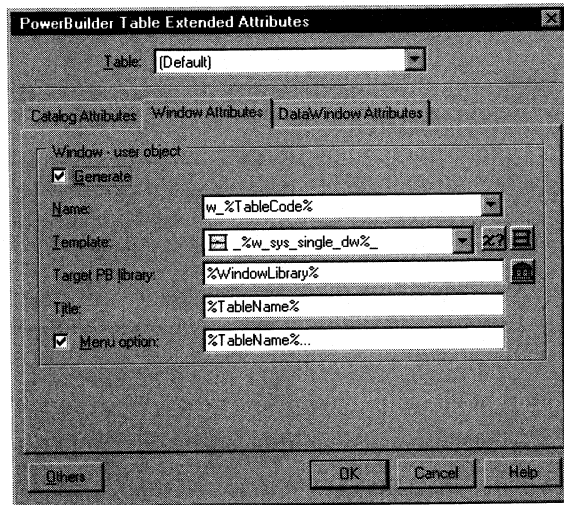 PowerBuilder Table Extended Attributes
Table: (Default)
Catalog Attributes Window Attributes DataWindow Attributes
Window - user object
Generate
Name: w_%TableCode%
Template: _%w_sys_single_dw%_
Target PB library: %WindowLibrary%
Title: %TableName%
Menu option: %TableName%...
Others OK Cancel Help